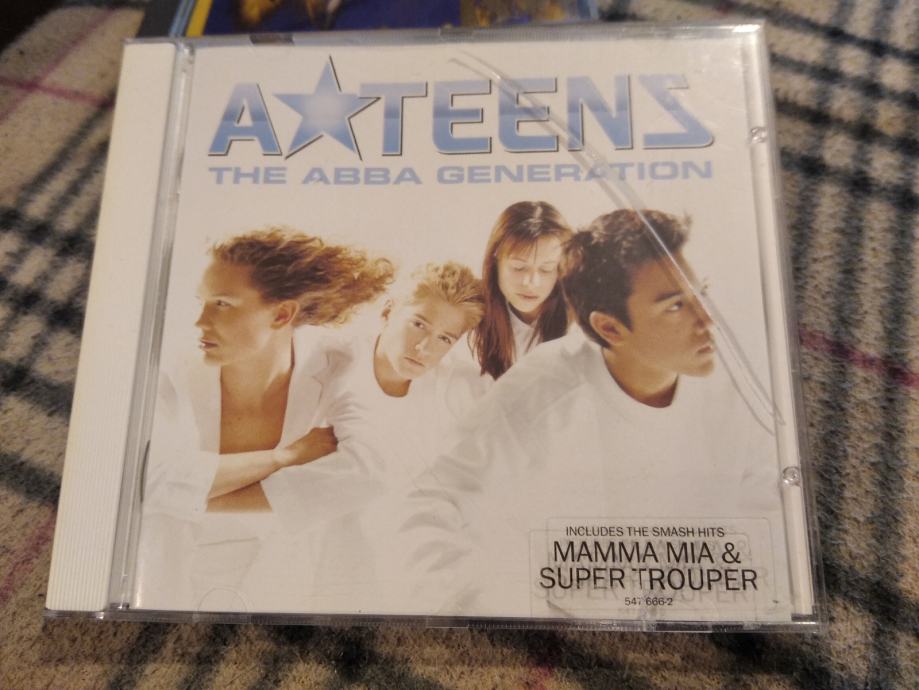 A★TEENS
THE ABBA GENERATION
INCLUDES THE SMASH HITS
MAMMA MIA &
SUPER TROUPER
547 666-2